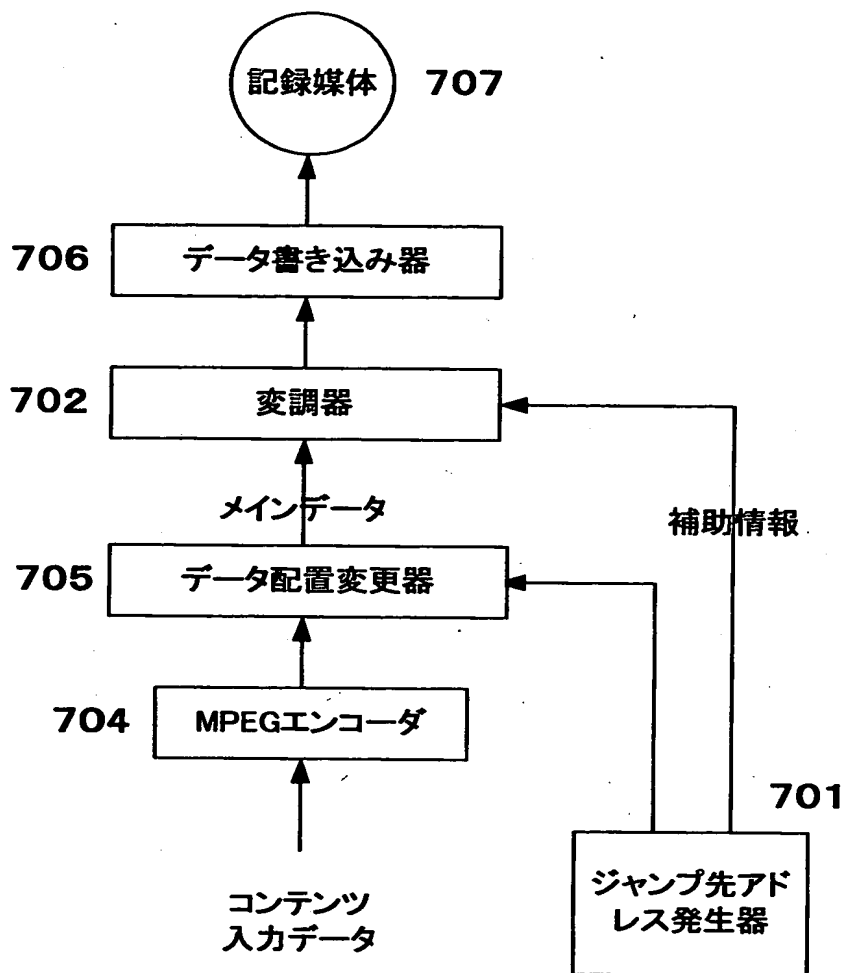 記録媒体
707
706
データ書き込み器
702
変調器
メインデータ
補助情報
705
データ配置変更器
704
MPEGエンコーダ
701
ジャンプ先アド
レス発生器
コンテンツ
入力データ